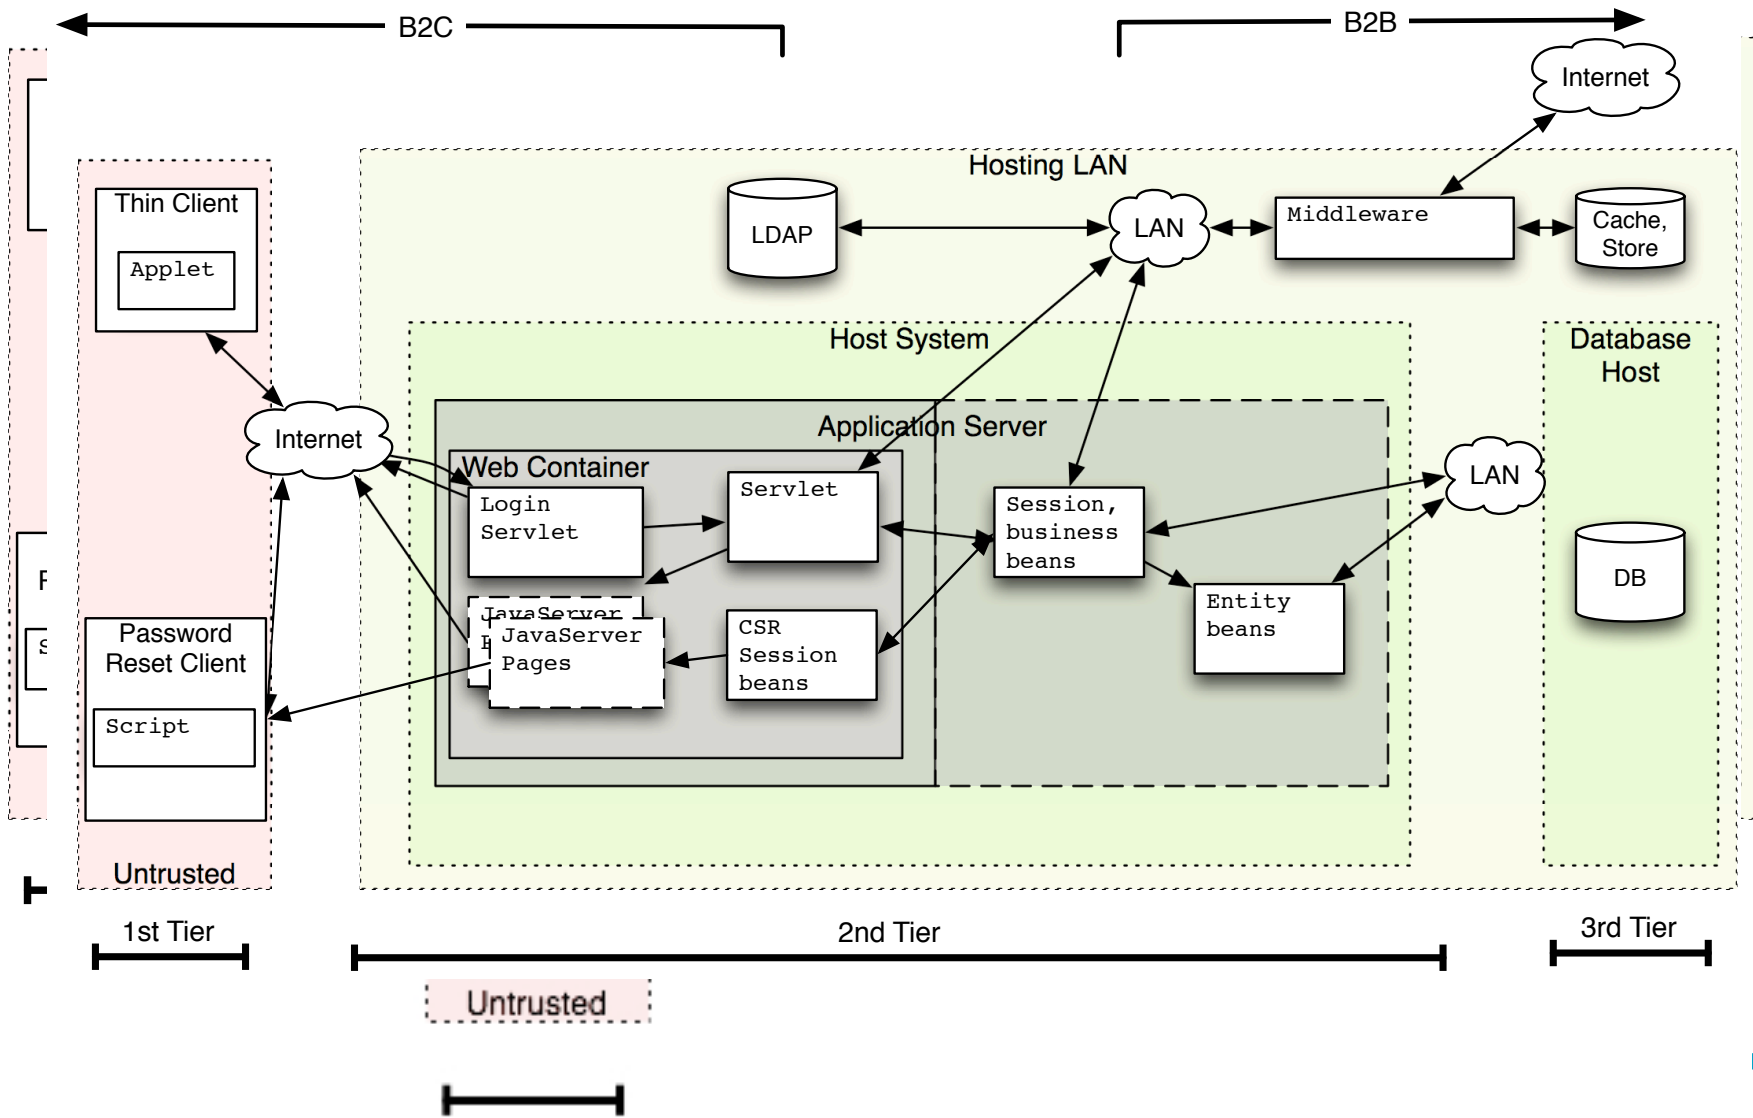 B2C
B2B
Internet
Hosting LAN
Thin Client
Applet
LDAP
LAN
Middleware
Cache,
Store
Host System
Database
Host
Application Server
Internet
Web Container
Login
Servlet
Servlet
Session,
business
beans
LAN
DB
Entity
beans
JavaServer
JavaServer
Pages
CSR
Session
beans
Password
Reset Client
Script
Untrusted
1st Tier
2nd Tier
3rd Tier
Untrusted